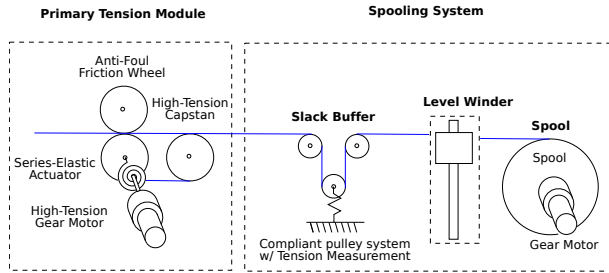 Primary Tension Module
Spooling System
Anti-Foul
Friction Wheel
High-Tension
Capstan
Series-Elastic
Actuator
High-Tension
Gear Motor
Slack Buffer
Compliant pulley system
w/ Tension Measurement
Level Winder
Spool
Spool
Gear Motor